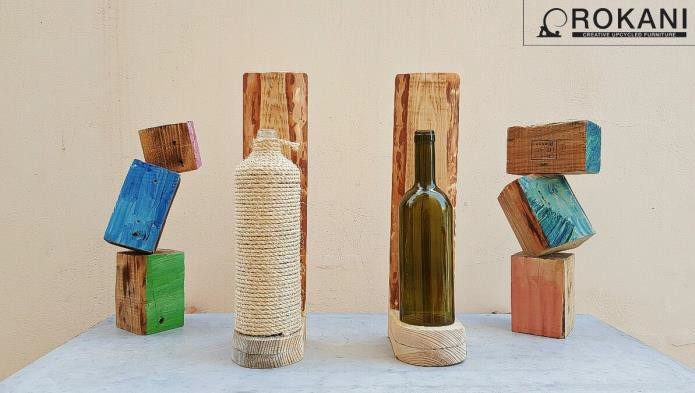 ROKANI
CREATIVE UPCYCLED FURNITURE